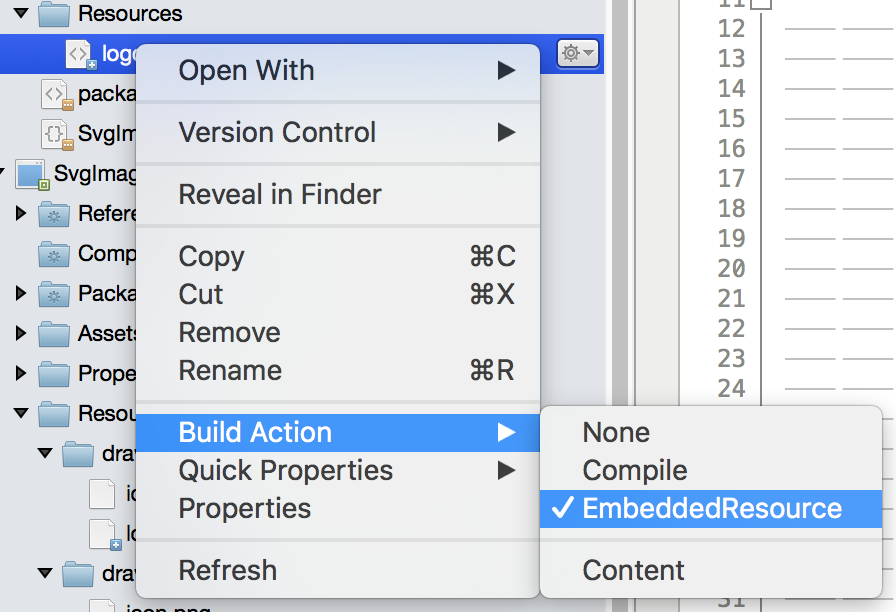 Resources
logo
Open With
packa
Version Control
SvgIm
SvgImag
Reveal in Finder
Refere
Comp
Copy ⌘C
Packa
Cut ⌘X
Assets
Remove
Prope
Rename ⌘R
Resou
Build Action
dra
Quick Properties
Properties
Refresh
dra
icon.png
None
Compile
✓ EmbeddedResource
Content
11
12
13
14
15
16
17
18
19
20
21
22
23
24
31